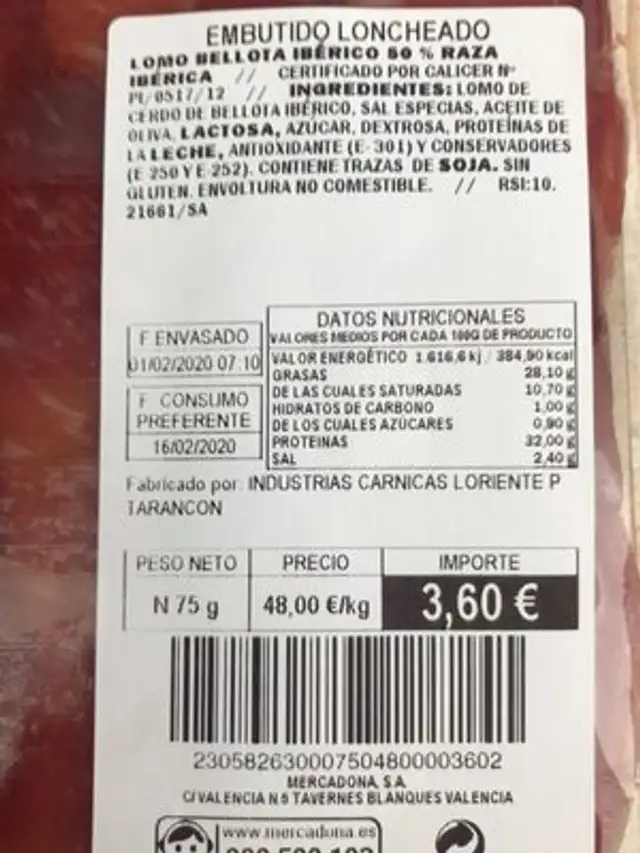 EMBUTIDO LONCHEADO
LOMO BELLOTA IBÉRICO 50 % RAZA
IBÉRICA // CERTIFICADO POR CALICER Nº
PI/0517/12 // INGREDIENTES: LOMO DE
CERDO DE BELLOTA IBÉRICO, SAL ESPECIAS, ACEITE DE
OLIVA, LACTOSA, AZUCAR, DEXTROSA, PROTEÍNAS DE
LA LECHE, ANTIOXIDANTE (E-301) Y CONSERVADORES
(E 250 Y E 252). CONTIENE TRAZAS DE SOJA. SIN
GLUTEN. ENVOLTURA NO COMESTIBLE. // RSI:10.
21661/SA
DATOS NUTRICIONALES
VALORES MEDIOS POR CADA 100G DE PRODUCTO
F ENVASADO
01/02/2020 07:10
VALOR ENERGÉTICO 1.616,6 kj / 384,90 kcal
GRASAS 28,10 g
DE LAS CUALES SATURADAS 10,70 g
HIDRATOS DE CARBONO 1,00 g
DE LOS CUALES AZÚCARES 0,90 g
PROTEINAS 32,00 g
SAL 2,40 g
F CONSUMO
PREFERENTE
16/02/2020
Fabricado por: INDUSTRIAS CARNICAS LORIENTE P
TARANCON
PESO NETO PRECIO IMPORTE
N 75 g 48,00 €/kg 3,60 €
230582630007504800003602
MERCADONA, S.A.
C/VALENCIA N.5 TAVERNES BLANQUES VALENCIA
www.mercadona.es